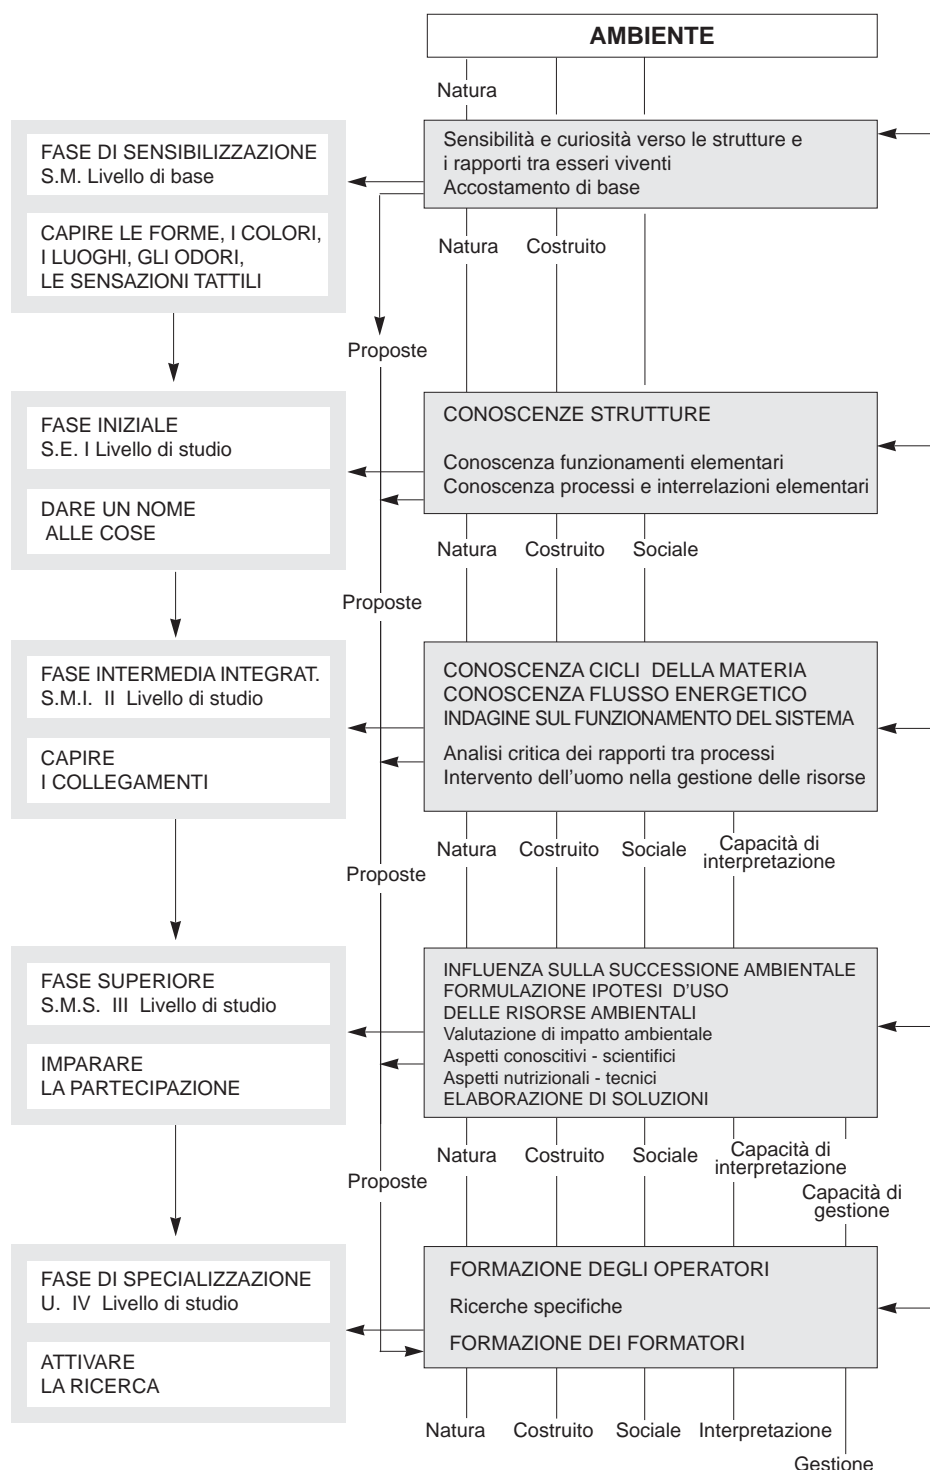 AMBIENTE
Natura
FASE DI SENSIBILIZZAZIONE
S.M. Livello di base
CAPIRE LE FORME, I COLORI,
I LUOGHI, GLI ODORI,
LE SENSAZIONI TATTILI
Sensibilità e curiosità verso le strutture e
i rapporti tra esseri viventi
Accostamento di base
Natura Costruito
Proposte
FASE INIZIALE
S.E. I Livello di studio
DARE UN NOME
ALLE COSE
CONOSCENZE STRUTTURE
Conoscenza funzionamenti elementari
Conoscenza processi e interrelazioni elementari
Natura Costruito Sociale
Proposte
FASE INTERMEDIA INTEGRAT.
S.M.I. II Livello di studio
CAPIRE
I COLLEGAMENTI
CONOSCENZA CICLI DELLA MATERIA
CONOSCENZA FLUSSO ENERGETICO
INDAGINE SUL FUNZIONAMENTO DEL SISTEMA
Analisi critica dei rapporti tra processi
Intervento dell'uomo nella gestione delle risorse
Natura Costruito Sociale Capacità di
interpretazione
Proposte
FASE SUPERIORE
S.M.S. III Livello di studio
IMPARARE
LA PARTECIPAZIONE
INFLUENZA SULLA SUCCESSIONE AMBIENTALE
FORMULAZIONE IPOTESI D'USO
DELLE RISORSE AMBIENTALI
Valutazione di impatto ambientale
Aspetti conoscitivi - scientifici
Aspetti nutrizionali - tecnici
ELABORAZIONE DI SOLUZIONI
Natura Costruito Sociale Capacità di
interpretazione
Proposte
Capacità di
gestione
FASE DI SPECIALIZZAZIONE
U. IV Livello di studio
ATTIVARE
LA RICERCA
FORMAZIONE DEGLI OPERATORI
Ricerche specifiche
FORMAZIONE DEI FORMATORI
Natura Costruito Sociale Interpretazione
Gestione